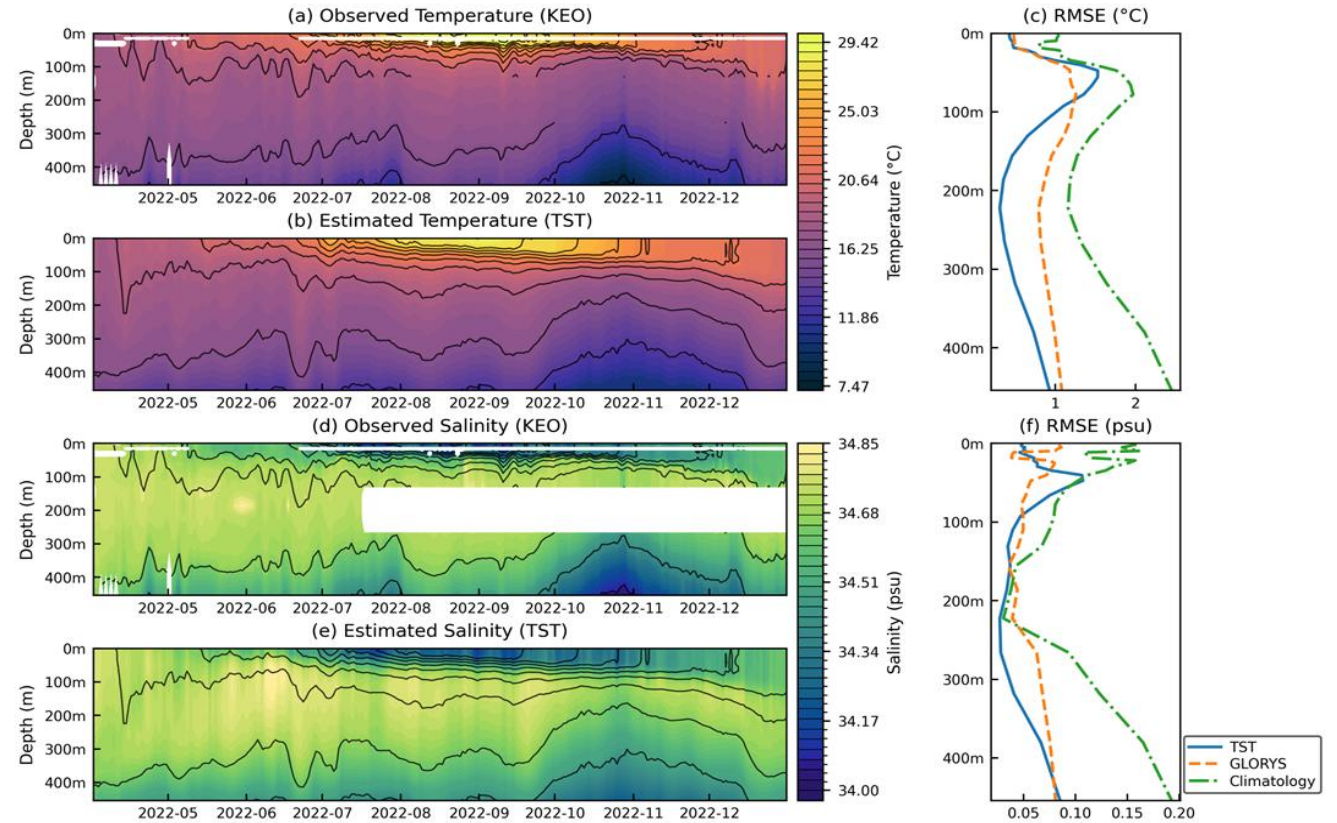 (a) Observed Temperature (KEO)
0m
100m
200m
300m
400m
Depth (m)
2022-05 2022-06 2022-07 2022-08 2022-09 2022-10 2022-11 2022-12
(b) Estimated Temperature (TST)
0m
100m
200m
300m
400m
Depth (m)
2022-05 2022-06 2022-07 2022-08 2022-09 2022-10 2022-11 2022-12
29.42
25.03
20.64
16.25
11.86
7.47
Temperature (°C)
(c) RMSE (°C)
0m
100m
200m
300m
400m
1 2
(d) Observed Salinity (KEO)
0m
100m
200m
300m
400m
Depth (m)
2022-05 2022-06 2022-07 2022-08 2022-09 2022-10 2022-11 2022-12
(e) Estimated Salinity (TST)
0m
100m
200m
300m
400m
Depth (m)
2022-05 2022-06 2022-07 2022-08 2022-09 2022-10 2022-11 2022-12
34.85
34.68
34.51
34.34
34.17
34.00
Salinity (psu)
(f) RMSE (psu)
0m
100m
200m
300m
400m
0.05 0.10 0.15 0.20
TST
GLORYS
Climatology